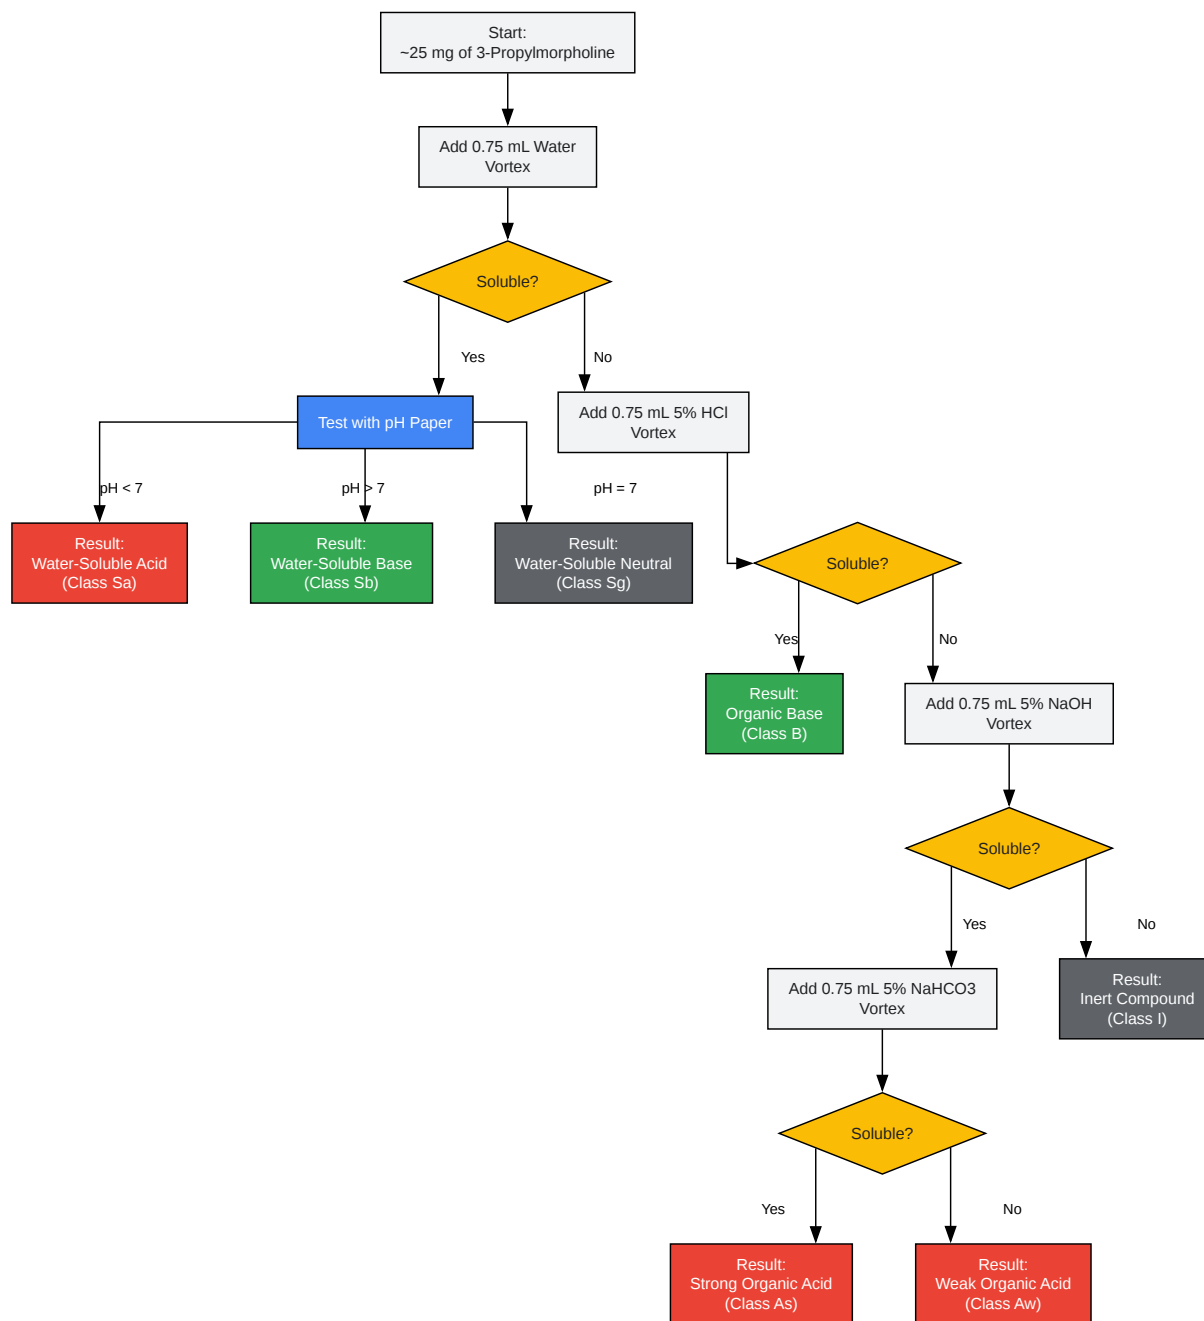 Start:
~25 mg of 3-Propylmorpholine
Add 0.75 mL Water
Vortex
Soluble?
Yes
No
Test with pH Paper
Add 0.75 mL 5% HCl
Vortex
pH < 7
pH > 7
pH = 7
Result:
Water-Soluble Acid
(Class Sa)
Result:
Water-Soluble Base
(Class Sb)
Result:
Water-Soluble Neutral
(Class Sg)
Soluble?
Yes
No
Result:
Organic Base
(Class B)
Add 0.75 mL 5% NaOH
Vortex
Soluble?
Yes
No
Add 0.75 mL 5% NaHCO3
Vortex
Result:
Inert Compound
(Class I)
Soluble?
Yes
No
Result:
Strong Organic Acid
(Class As)
Result:
Weak Organic Acid
(Class Aw)